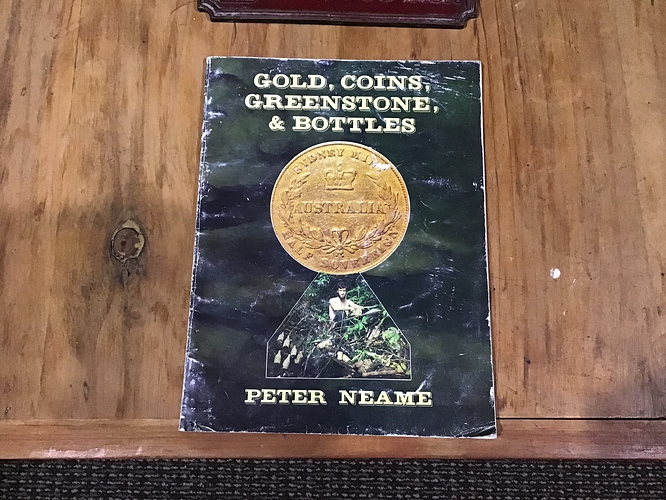 GOLD, COINS,
GREENSTONE,
& BOTTLES
SYDNEY MINT
AUSTRALIA
HALF SOVEREIGN
PETER NEAME